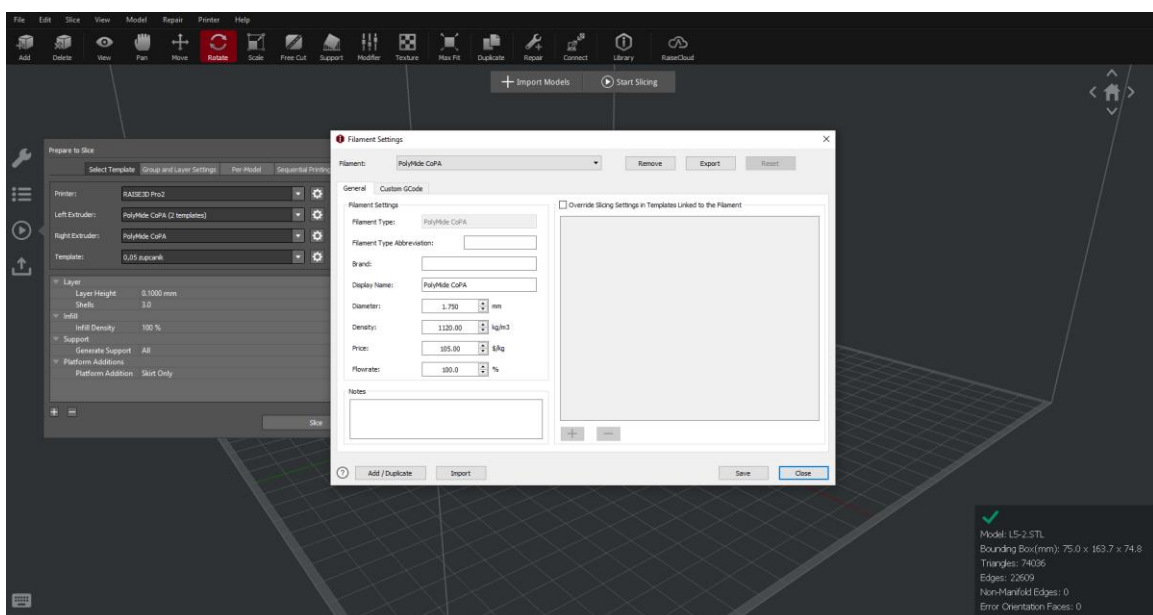 File Edit Slice View Model Repair Printer Help
Add Delete View Pan Move Rotate Scale Free Cut Support Modifier Texture Max Fit Duplicate Repair Connect Library RaiseCloud
Import Models Start Slicing
Prepare to Slice
Select Template Group and Layer Settings Per-Model Sequential Printing
Printer: RAISE3D Pro2
Left Extruder: PolyMide CoPA (2 templates)
Right Extruder: PolyMide CoPA
Template: 0,05 zupcanik
Layer
Layer Height 0.1000 mm
Shells 3.0
Infill
Infill Density 100 %
Support
Generate Support All
Platform Additions
Platform Addition Skirt Only
Slice
Filament Settings
Filament: PolyMide CoPA Remove Export Reset
General Custom GCode
Filament Settings
Filament Type: PolyMide CoPA
Filament Type Abbreviation:
Brand:
Display Name: PolyMide CoPA
Diameter: 1.750 mm
Density: 1120.00 kg/m3
Price: 105.00 $/kg
Flowrate: 100.0 %
Notes
Override Slicing Settings in Templates Linked to the Filament
? Add / Duplicate Import Save Close
Model: L5-2.STL
Bounding Box(mm): 75.0 x 163.7 x 74.8
Triangles: 74036
Edges: 22609
Non-Manifold Edges: 0
Error Orientation Faces: 0